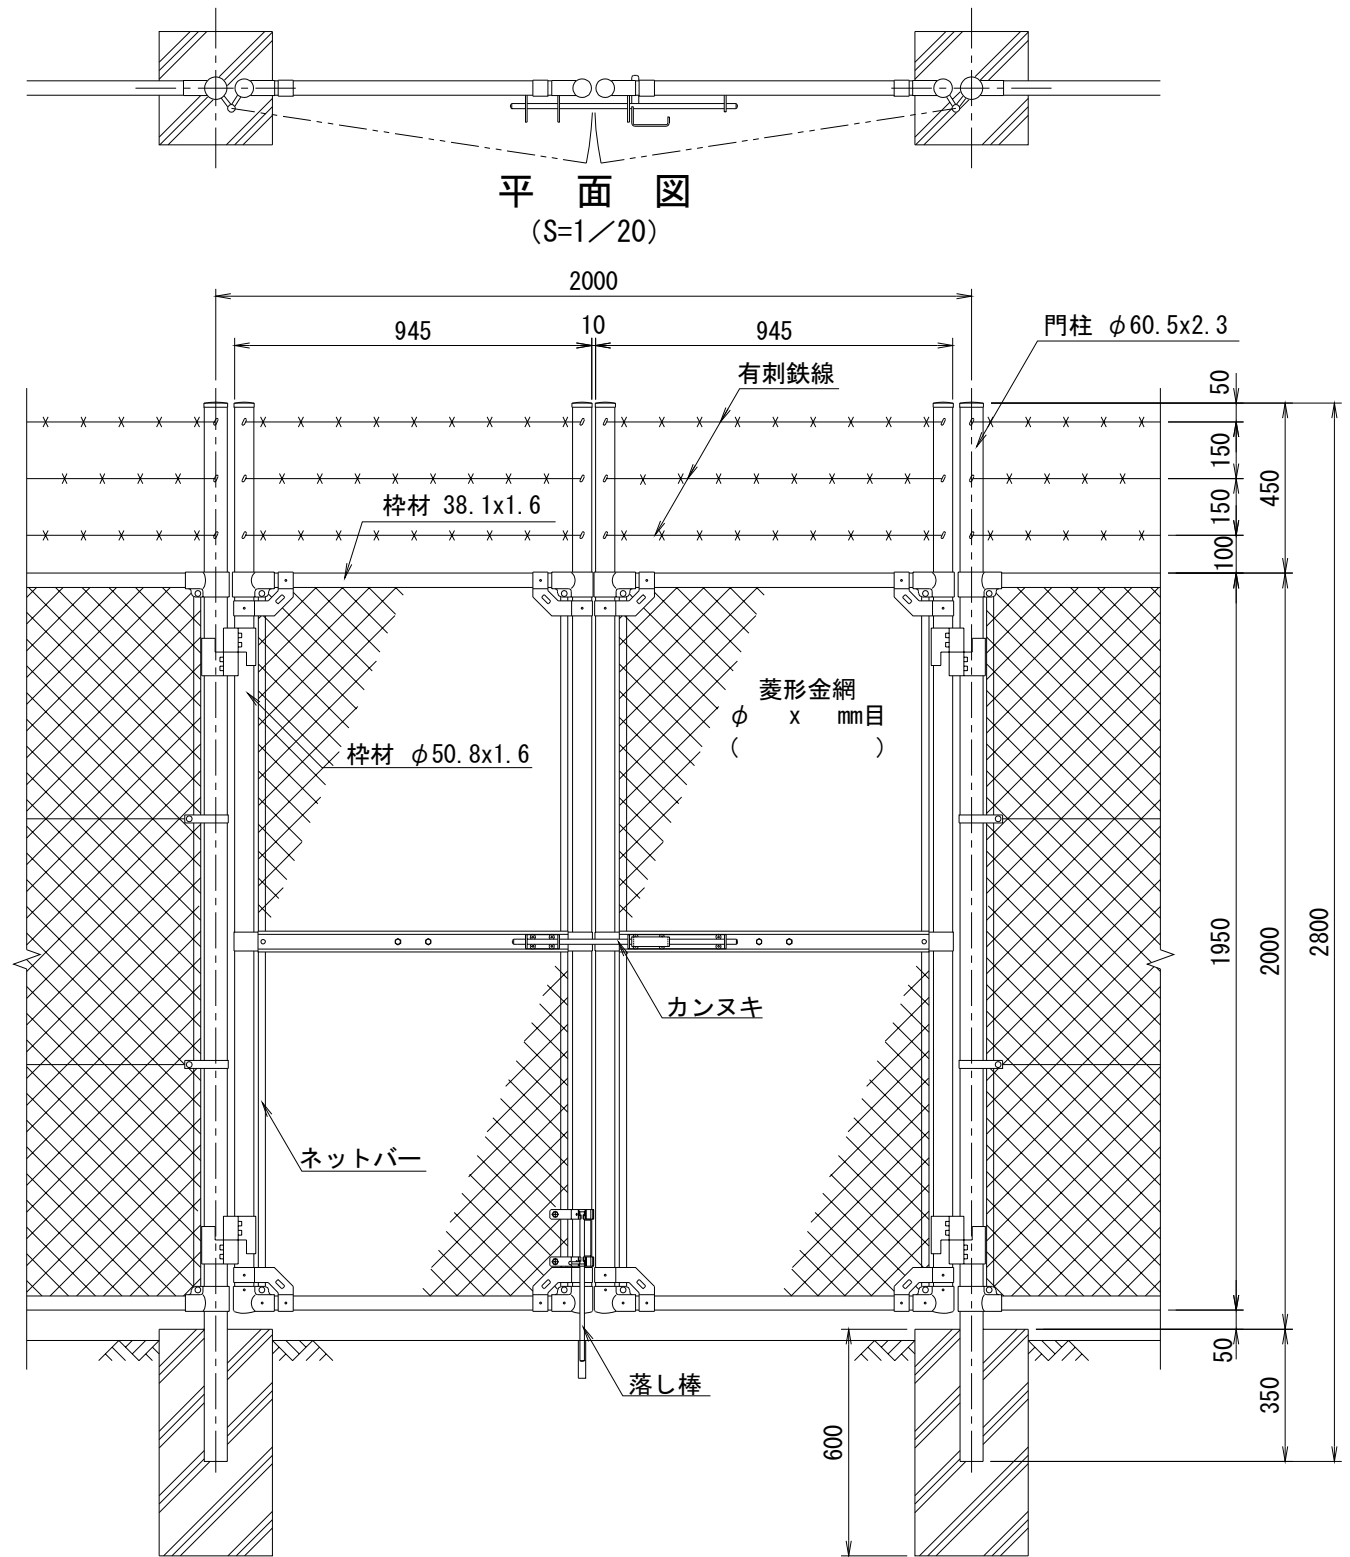 平 面 図
(S=1／20)
2000
945
10
945
門柱 φ60.5x2.3
有刺鉄線
50
150
450
150
枠材 38.1x1.6
100
菱形金網
φ x mm目
( )
枠材 φ50.8x1.6
1950
2000
2800
カンヌキ
ネットバー
50
落し棒
350
600